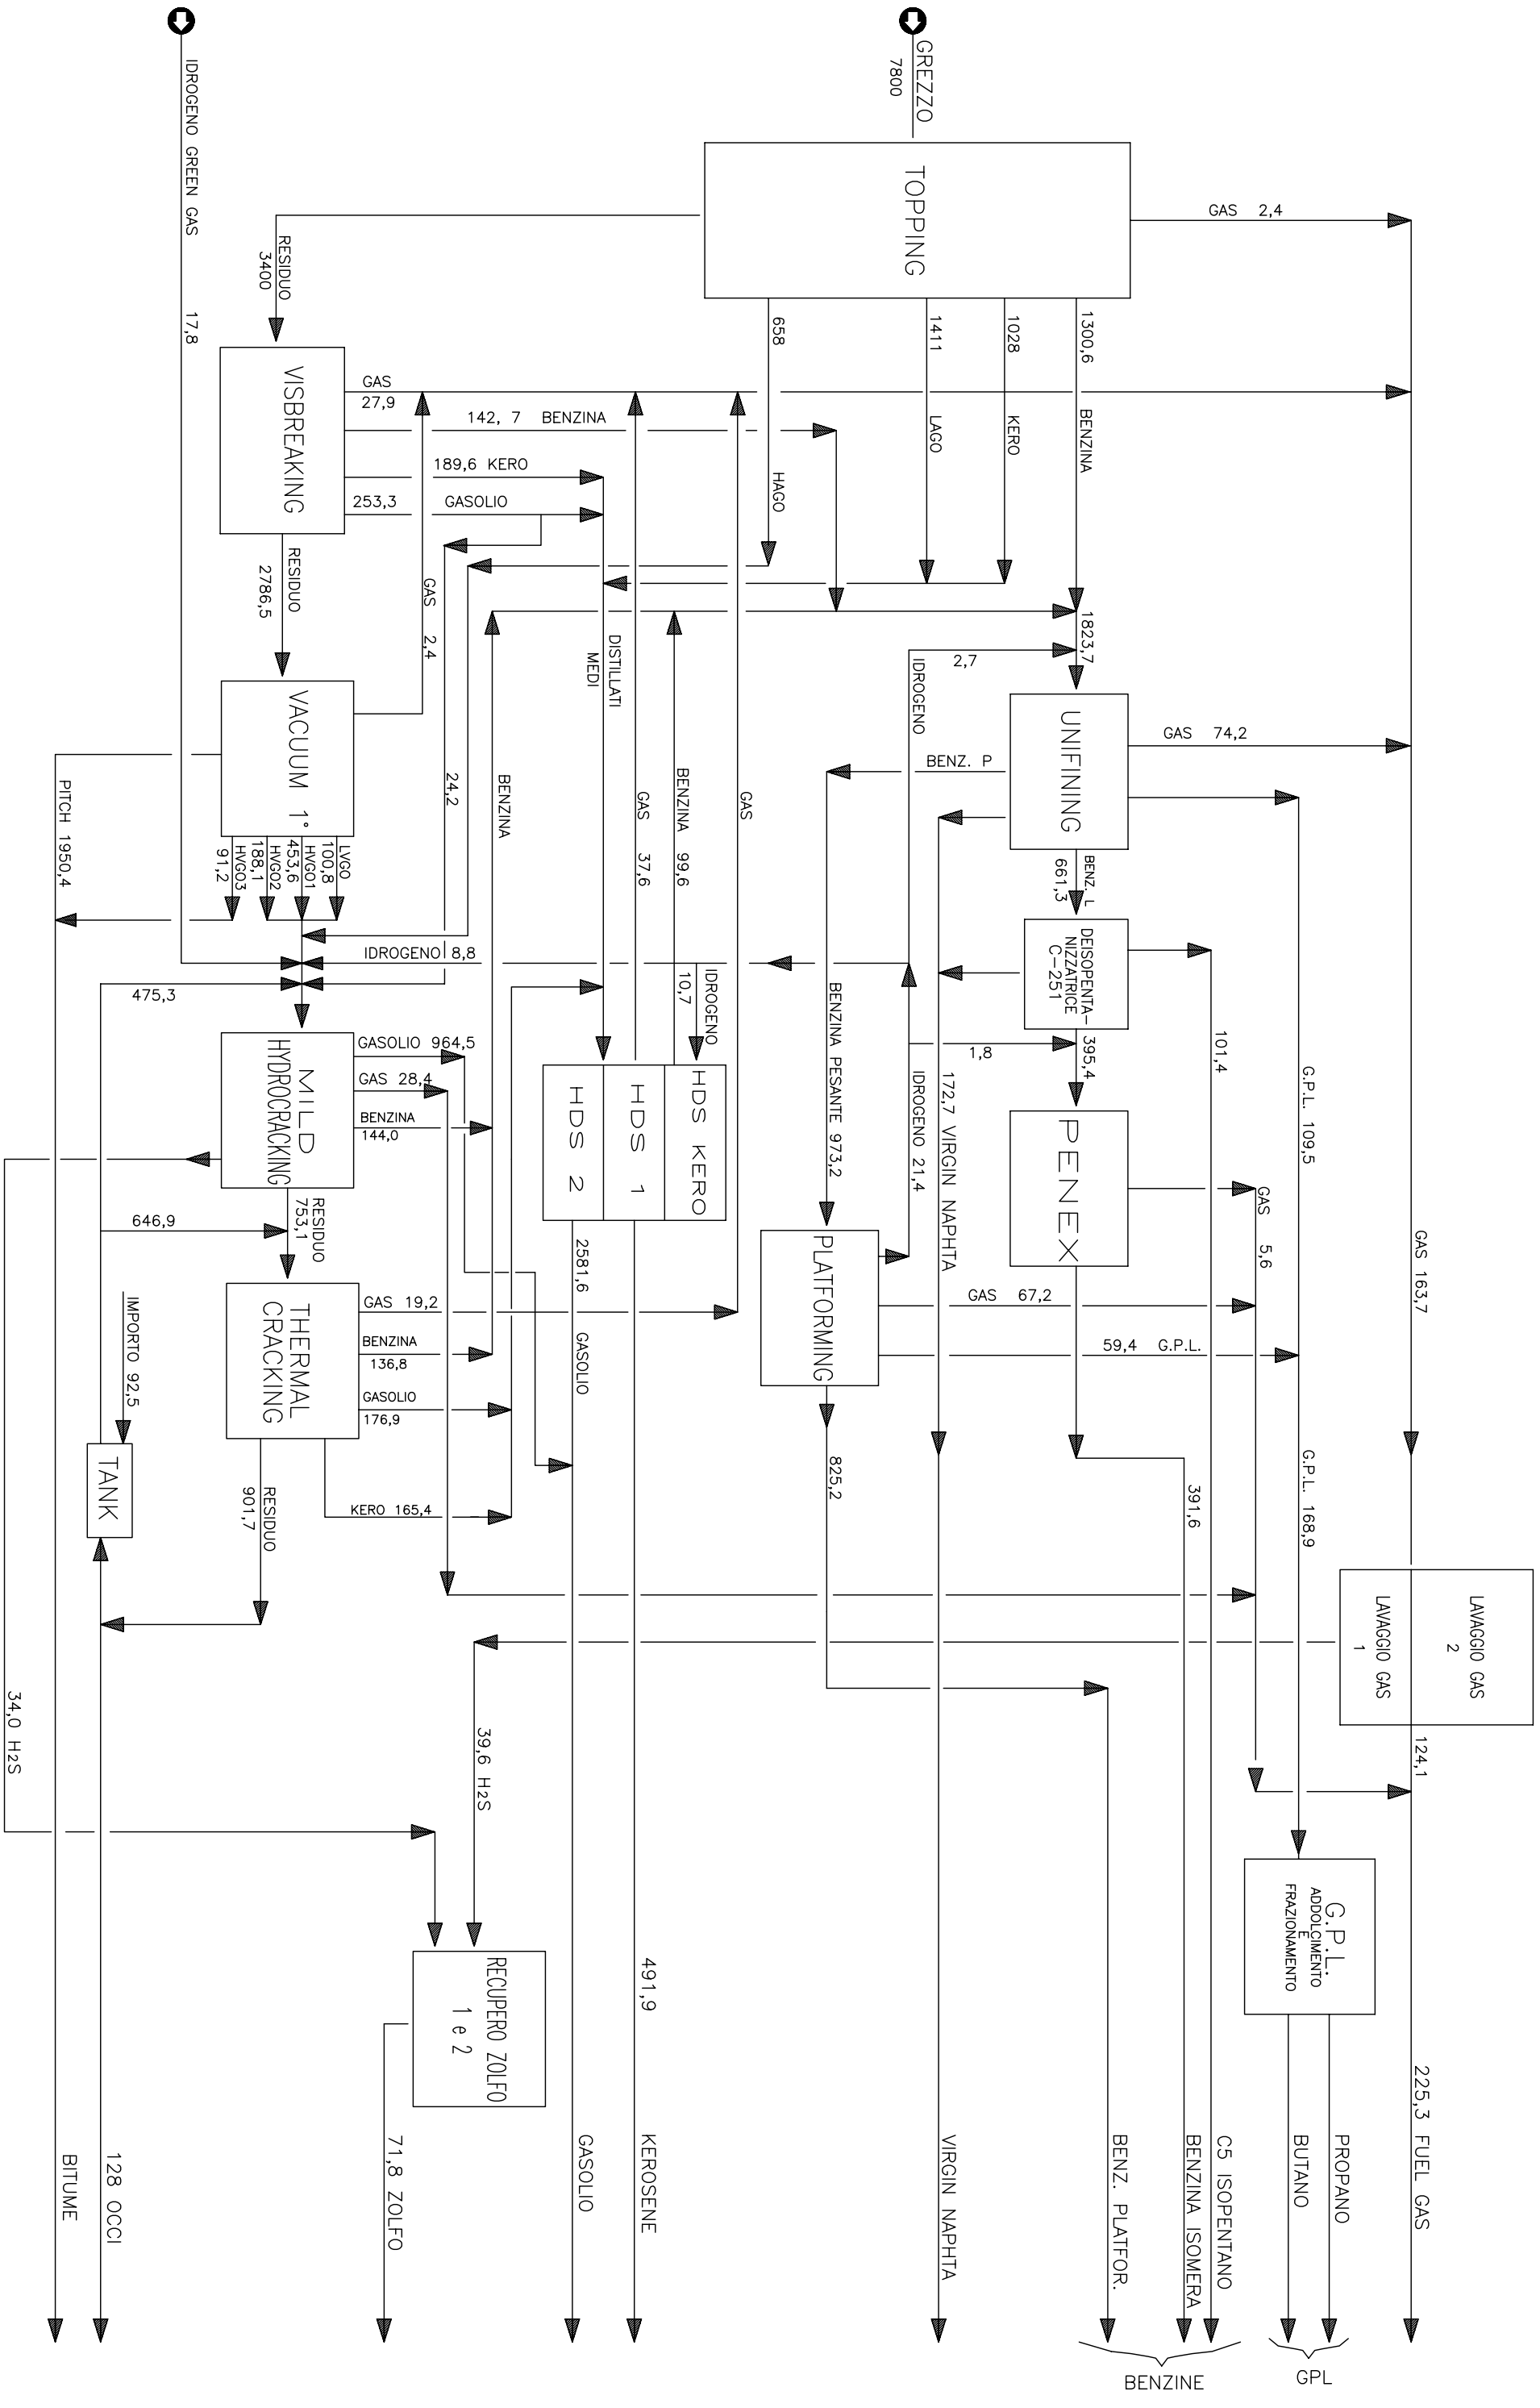 GREZZO
7800
IDROGENO GREEN GAS 17,8
TOPPING
GAS 2,4
RESIDUO
3400
1300,6 BENZINA
1028 KERO
1411 LAGO
658 HAGO
VISBREAKING
GAS
27,9
142, 7 BENZINA
189,6 KERO
253,3 GASOLIO
RESIDUO
2786,5
GAS 2,4
DISTILLATI
MEDI
1823,7
2,7
IDROGENO
UNIFINING
GAS 74,2
BENZ. P
BENZ. L
661,3
VACUUM 1°
PITCH 1950,4
LVGO
100,8
HVGO1
453,6
HVGO2
188,1
HVGO3
91,2
24,2
BENZINA
GAS 37,6
BENZINA 99,6
GAS
IDROGENO 8,8
475,3
IDROGENO
10,7
DEISOPENTA-
NIZZATRICE
C-251
101,4
395,4
1,8
BENZINA PESANTE 973,2
IDROGENO 21,4
172,7 VIRGIN NAPHTA
G.P.L. 109,5
MILD
HYDROCRACKING
GASOLIO 964,5
GAS 28,4
BENZINA
144,0
RESIDUO
753,1
646,9
HDS KERO
HDS 1
HDS 2
2581,6 GASOLIO
PENEX
GAS 5,6
GAS 163,7
PLATFORMING
GAS 67,2
59,4 G.P.L.
825,2
THERMAL
CRACKING
GAS 19,2
BENZINA
136,8
GASOLIO
176,9
KERO 165,4
RESIDUO
901,7
IMPORTO 92,5
TANK
391,6
G.P.L. 168,9
LAVAGGIO GAS
2
LAVAGGIO GAS
1
124,1
39,6 H2S
34,0 H2S
G.P.L.
ADDOLCIMENTO
E
FRAZIONAMENTO
RECUPERO ZOLFO
1 e 2
491,9
225,3 FUEL GAS
PROPANO
BUTANO
C5 ISOPENTANO
BENZINA ISOMERA
BENZ. PLATFOR.
VIRGIN NAPHTA
KEROSENE
GASOLIO
71,8 ZOLFO
128 OCCI
BITUME
GPL
BENZINE